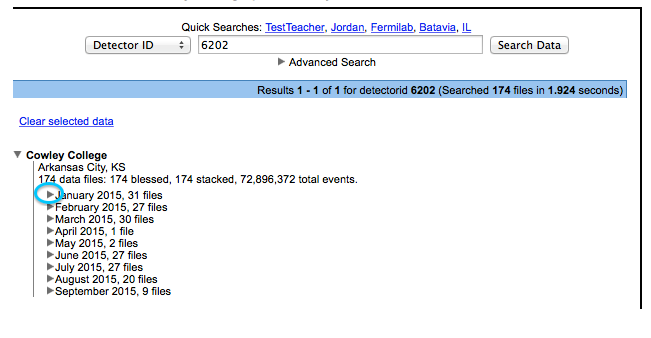 Quick Searches: TestTeacher, Jordan, Fermilab, Batavia, IL
Detector ID 6202 Search Data
Advanced Search
Results 1 - 1 of 1 for detectorid 6202 (Searched 174 files in 1.924 seconds)
Clear selected data
Cowley College
Arkansas City, KS
174 data files: 174 blessed, 174 stacked, 72,896,372 total events.
January 2015, 31 files
February 2015, 27 files
March 2015, 30 files
April 2015, 1 file
May 2015, 2 files
June 2015, 27 files
July 2015, 27 files
August 2015, 20 files
September 2015, 9 files